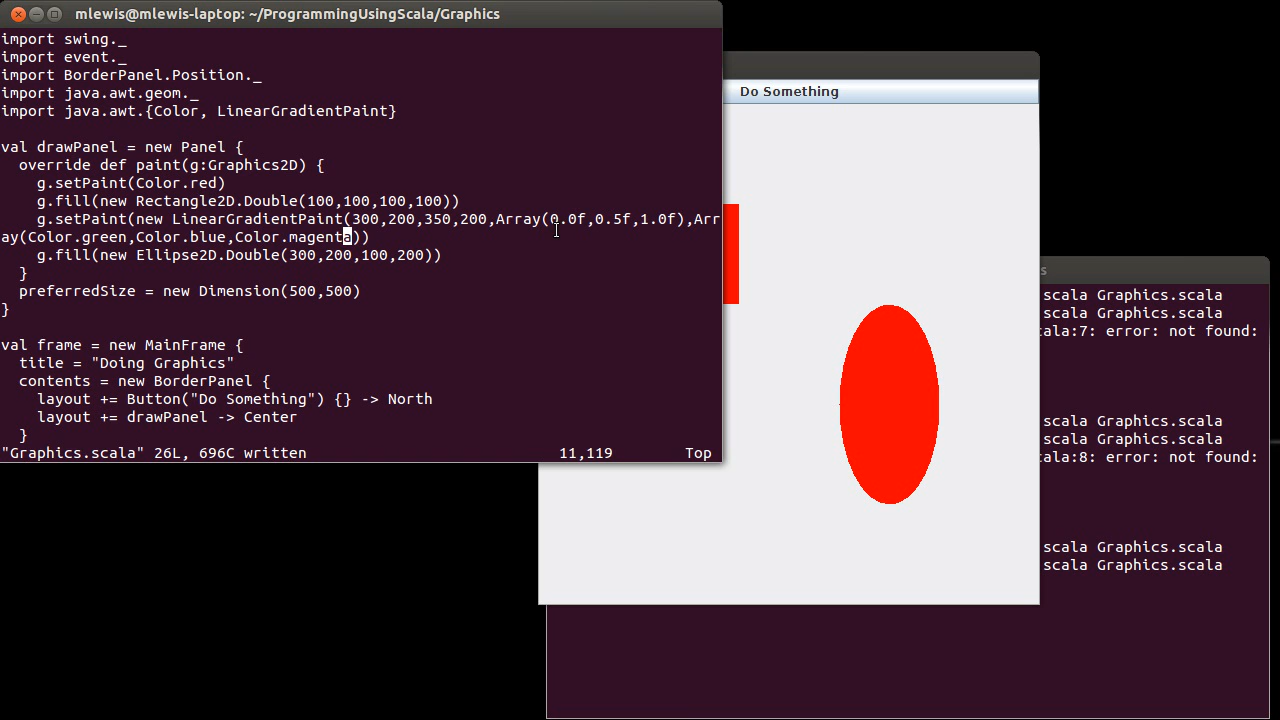 mlewis@mlewis-laptop: ~/ProgrammingUsingScala/Graphics
import swing._
import event._
import BorderPanel.Position._
import java.awt.geom._
import java.awt.{Color, LinearGradientPaint}
val drawPanel = new Panel {
override def paint(g:Graphics2D) {
g.setPaint(Color.red)
g.fill(new Rectangle2D.Double(100,100,100,100))
g.setPaint(new LinearGradientPaint(300,200,350,200,Array(0.0f,0.5f,1.0f),Arr
ay(Color.green,Color.blue,Color.magenta))
g.fill(new Ellipse2D.Double(300,200,100,200))
}
preferredSize = new Dimension(500,500)
}
val frame = new MainFrame {
title = "Doing Graphics"
contents = new BorderPanel {
layout += Button("Do Something") {} -> North
layout += drawPanel -> Center
}
"Graphics.scala" 26L, 696C written 11,119 Top
Do Something
s
scala Graphics.scala
scala Graphics.scala
cala:7: error: not found:
scala Graphics.scala
scala Graphics.scala
cala:8: error: not found:
scala Graphics.scala
scala Graphics.scala